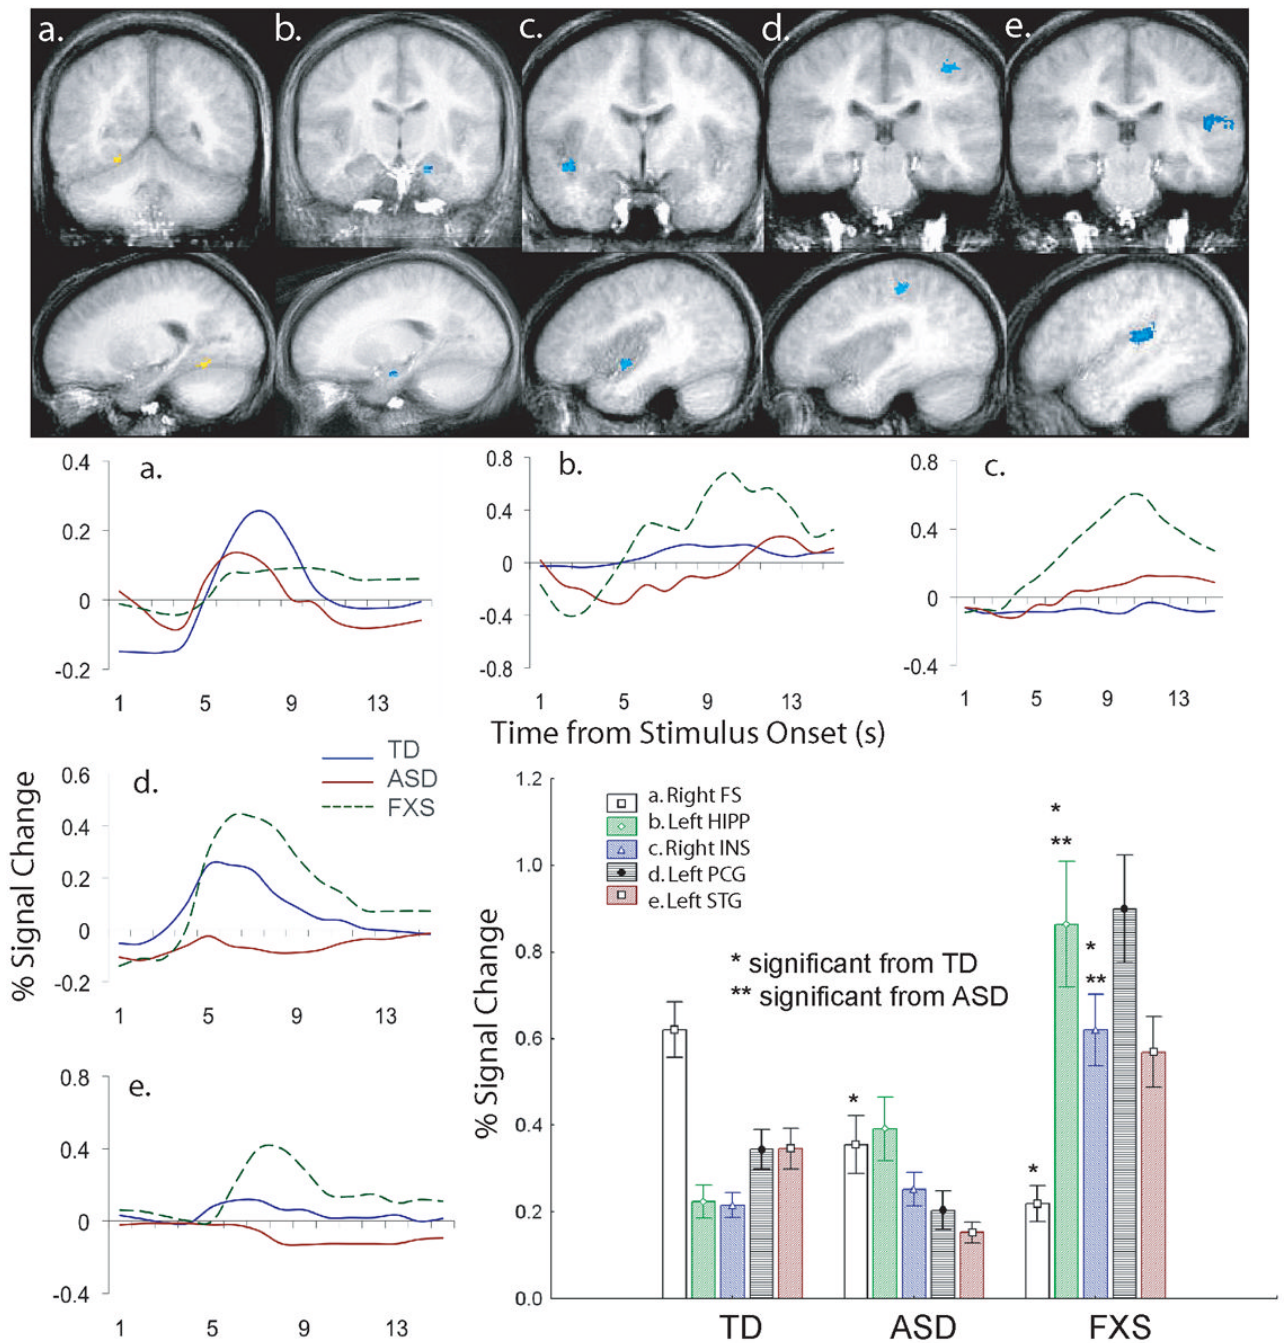 a. b. c. d. e.
a.
0.4
0.2
0
-0.2
1 5 9 13
b.
0.8
0.4
0
-0.4
-0.8
1 5 9 13
c.
0.8
0.4
0
-0.4
1 5 9 13
Time from Stimulus Onset (s)
TD
ASD
FXS
% Signal Change
d.
0.6
0.4
0.2
0
-0.2
1 5 9 13
e.
0.8
0.4
0
-0.4
1 5 9 13
% Signal Change
1.2
1.0
0.8
0.6
0.4
0.2
0.0
a. Right FS
b. Left HIPP
c. Right INS
d. Left PCG
e. Left STG
* significant from TD
** significant from ASD
*
*
*
**
*
**
TD ASD FXS